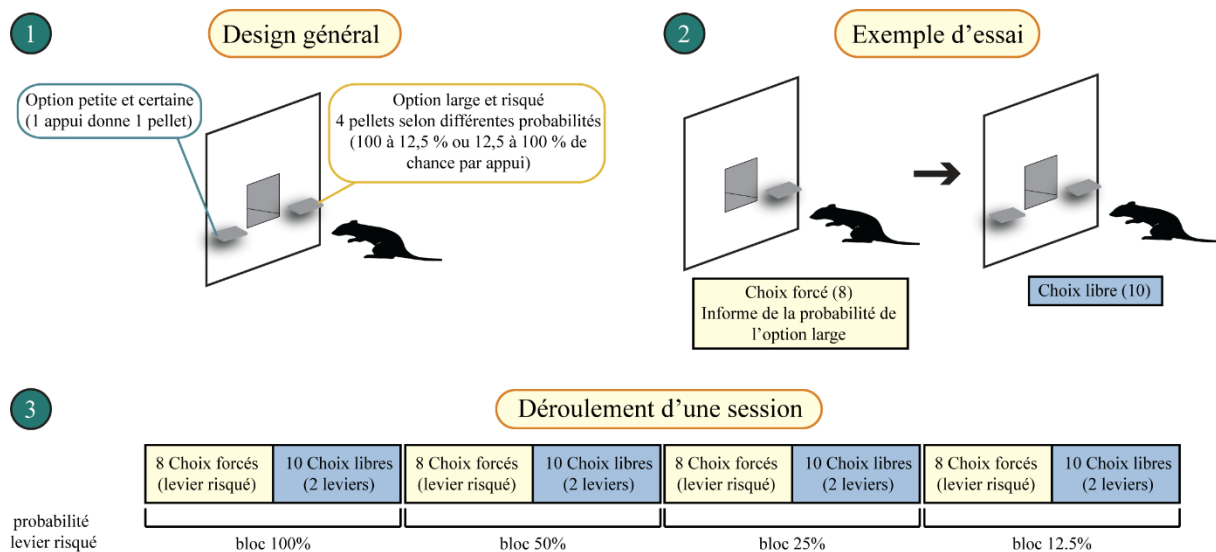 1
Design général
Option petite et certaine
(1 appui donne 1 pellet)
Option large et risqué
4 pellets selon différentes probabilités
(100 à 12,5 % ou 12,5 à 100 % de
chance par appui)
2
Exemple d’essai
Choix forcé (8)
Informe de la probabilité de
l’option large
Choix libre (10)
3
Déroulement d’une session
8 Choix forcés
(levier risqué)
10 Choix libres
(2 leviers)
8 Choix forcés
(levier risqué)
10 Choix libres
(2 leviers)
8 Choix forcés
(levier risqué)
10 Choix libres
(2 leviers)
8 Choix forcés
(levier risqué)
10 Choix libres
(2 leviers)
probabilité
levier risqué
bloc 100%
bloc 50%
bloc 25%
bloc 12.5%